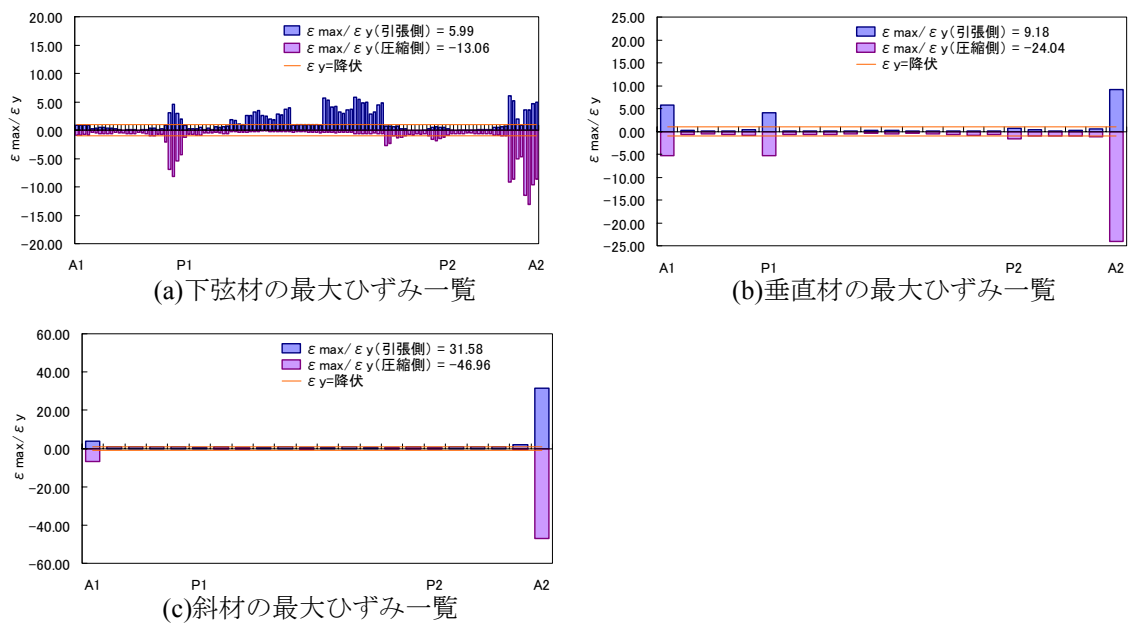 20.00
15.00
10.00
5.00
0.00
-5.00
-10.00
-15.00
-20.00
ε max/ε y
ε max/ε y(引張側) = 5.99
ε max/ε y(圧縮側) = -13.06
ε y=降伏
A1 P1 P2 A2
(a)下弦材の最大ひずみ一覧
25.00
20.00
15.00
10.00
5.00
0.00
-5.00
-10.00
-15.00
-20.00
-25.00
ε max/ε y
ε max/ε y(引張側) = 9.18
ε max/ε y(圧縮側) = -24.04
ε y=降伏
A1 P1 P2 A2
(b)垂直材の最大ひずみ一覧
60.00
40.00
20.00
0.00
-20.00
-40.00
-60.00
ε max/ε y
ε max/ε y(引張側) = 31.58
ε max/ε y(圧縮側) = -46.96
ε y=降伏
A1 P1 P2 A2
(c)斜材の最大ひずみ一覧